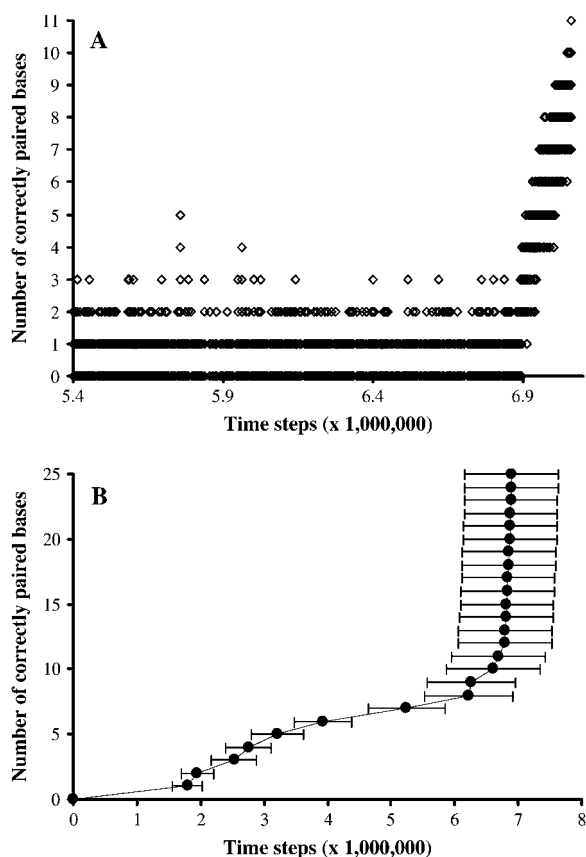 A
Number of correctly paired bases
11
10
9
8
7
6
5
4
3
2
1
0
5.4 5.9 6.4 6.9
Time steps (x 1,000,000)
B
Number of correctly paired bases
25
20
15
10
5
0
0 1 2 3 4 5 6 7 8
Time steps (x 1,000,000)